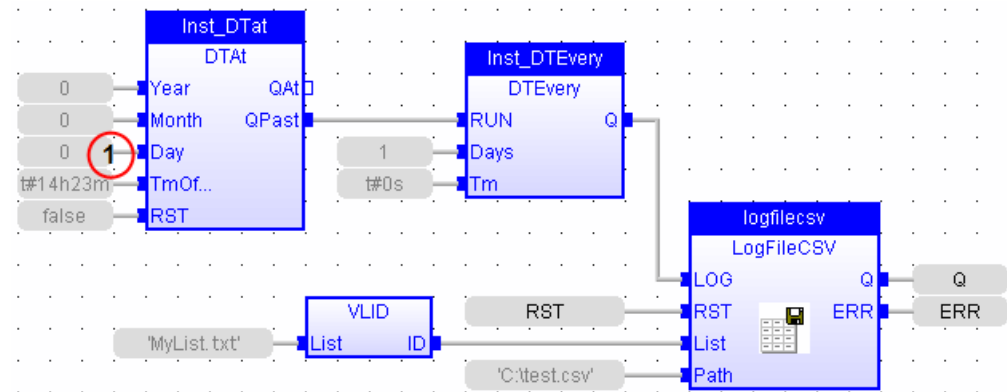 Inst_DTat
DTAt
0 Year QAt
0 Month QPast
0 1 Day
t#14h23m TmOf...
false RST
Inst_DTEvery
DTEvery
RUN Q
1 Days
t#0s Tm
logfilecsv
LogFileCSV
LOG Q Q
RST RST ERR ERR
List
'C:\test.csv' Path
VLID
'MyList.txt' List ID